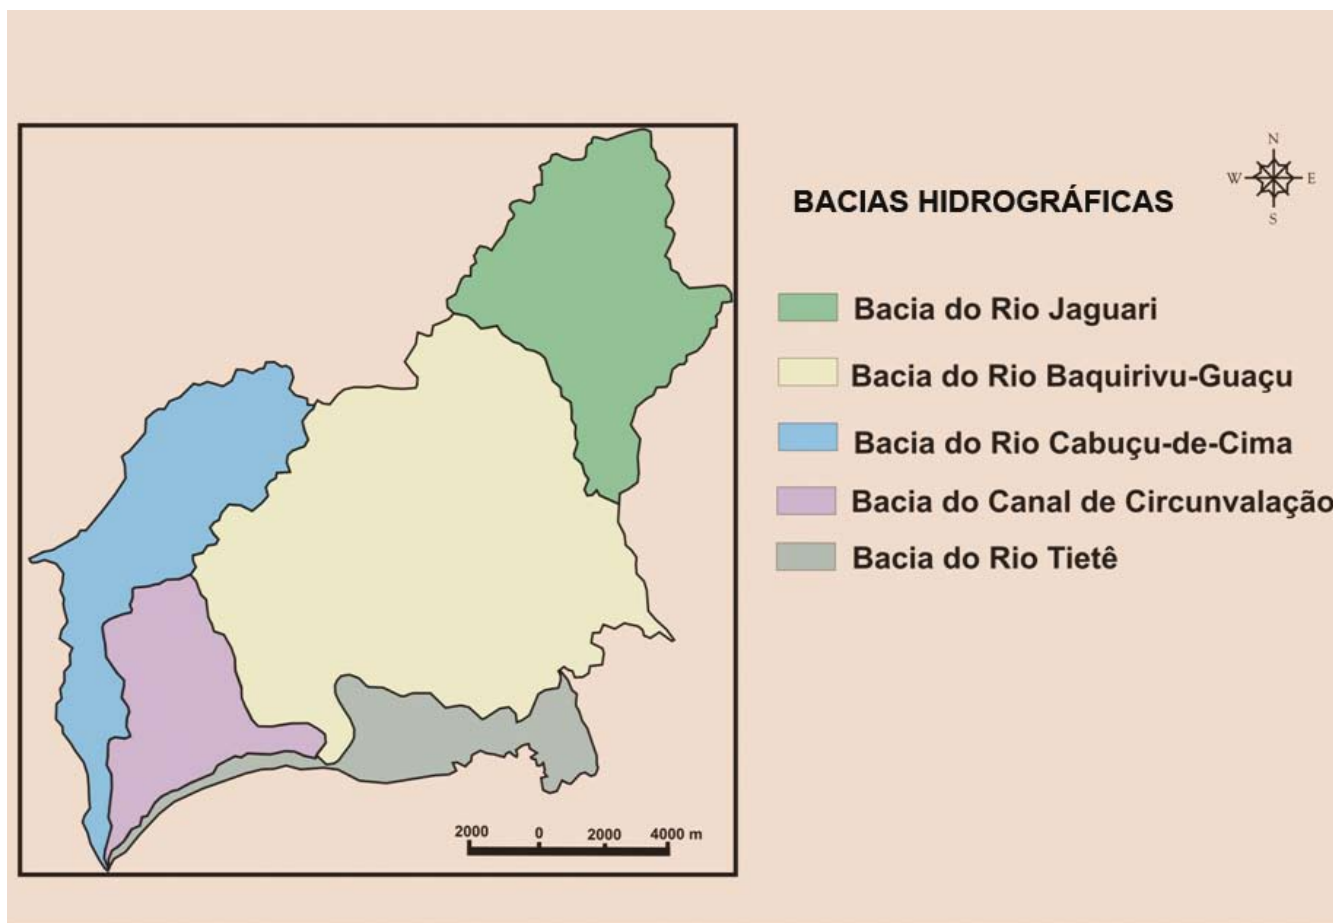 N
W E
S
BACIAS HIDROGRÁFICAS
Bacia do Rio Jaguari
Bacia do Rio Baquirivu-Guaçu
Bacia do Rio Cabuçu-de-Cima
Bacia do Canal de Circunvalação
Bacia do Rio Tietê
2000 0 2000 4000 m